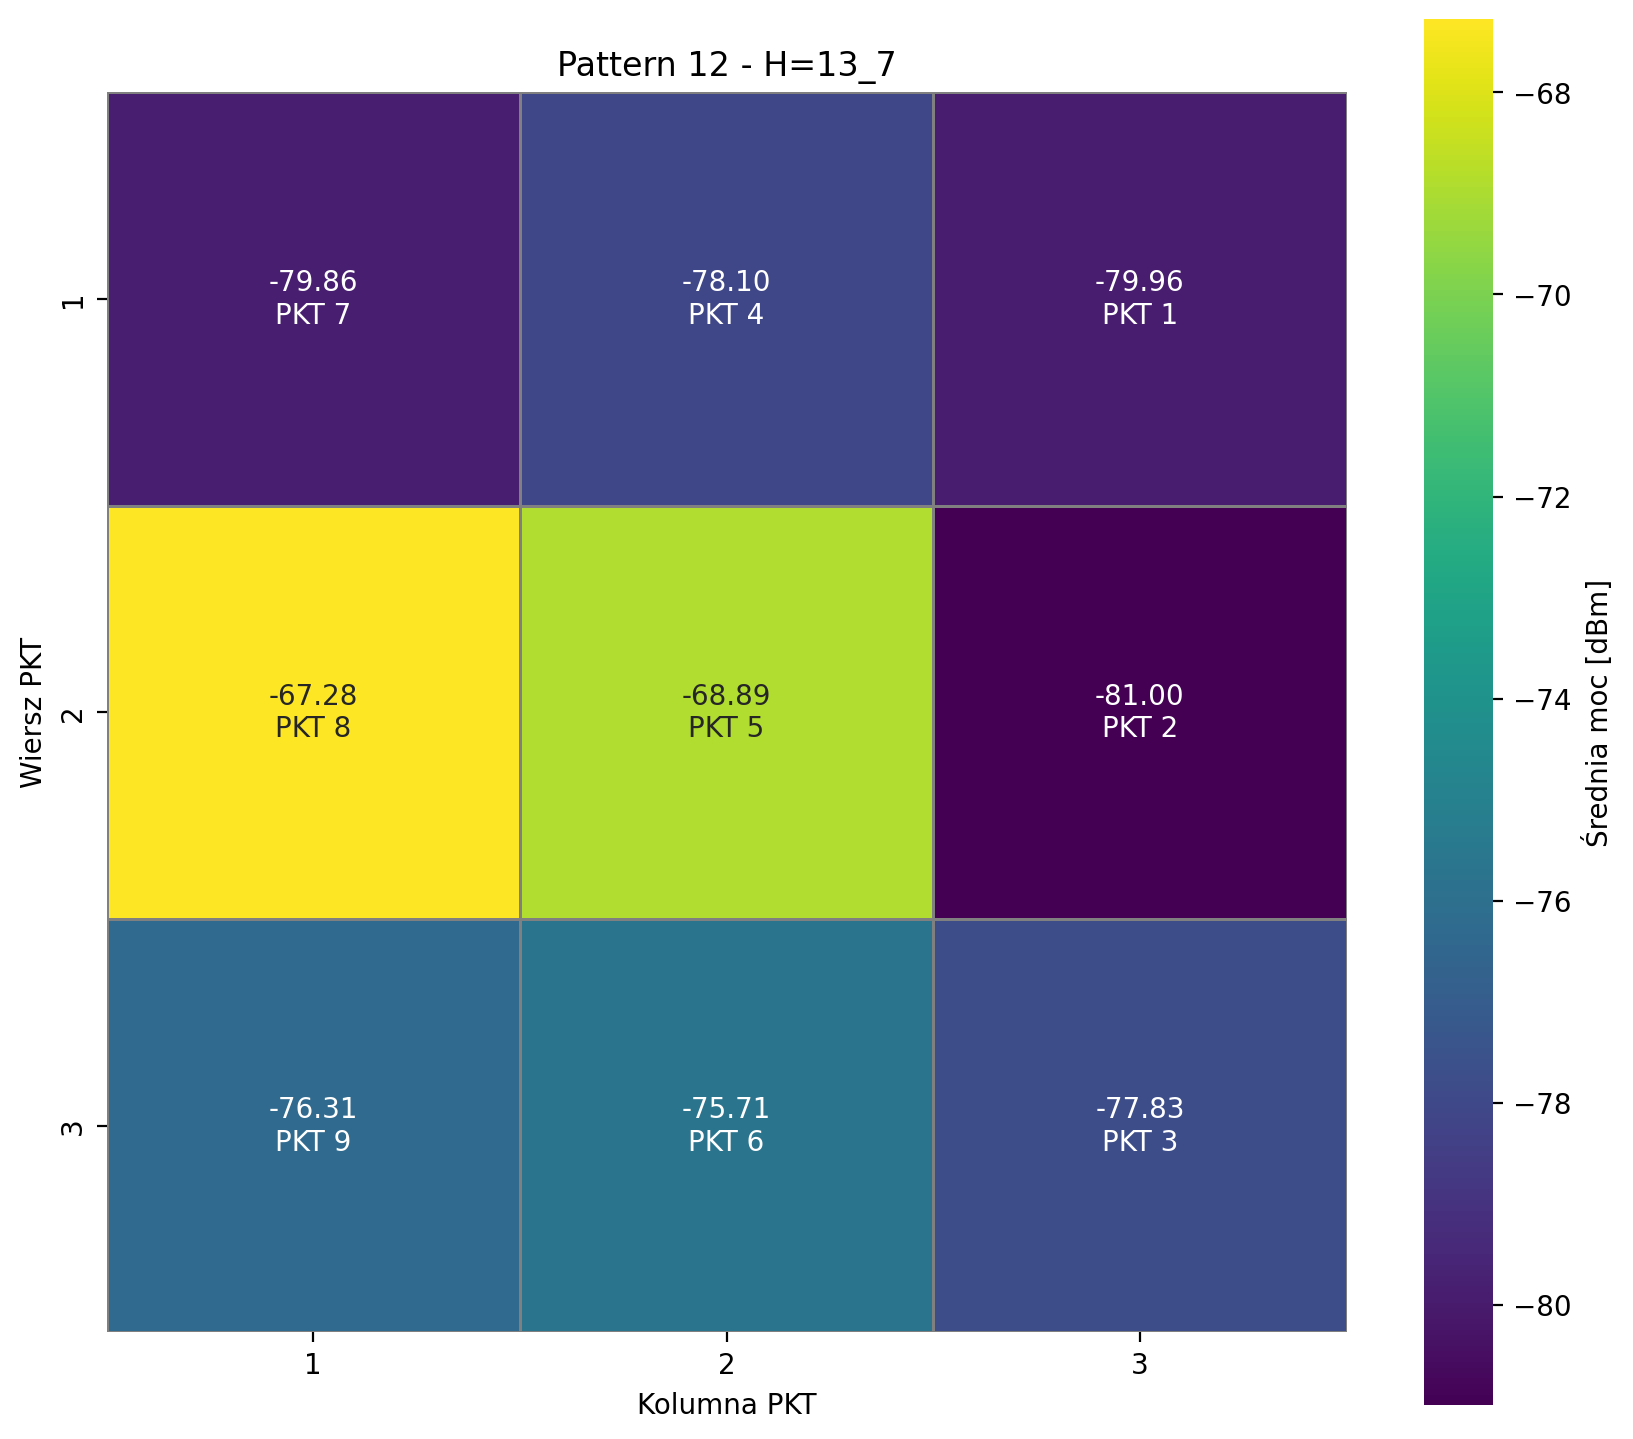 Pattern 12 - H=13_7
-79.86
PKT 7
-78.10
PKT 4
-79.96
PKT 1
-67.28
PKT 8
-68.89
PKT 5
-81.00
PKT 2
-76.31
PKT 9
-75.71
PKT 6
-77.83
PKT 3
1
2
3
Wiersz PKT
1
2
3
Kolumna PKT
−68
−70
−72
−74
−76
−78
−80
Średnia moc [dBm]